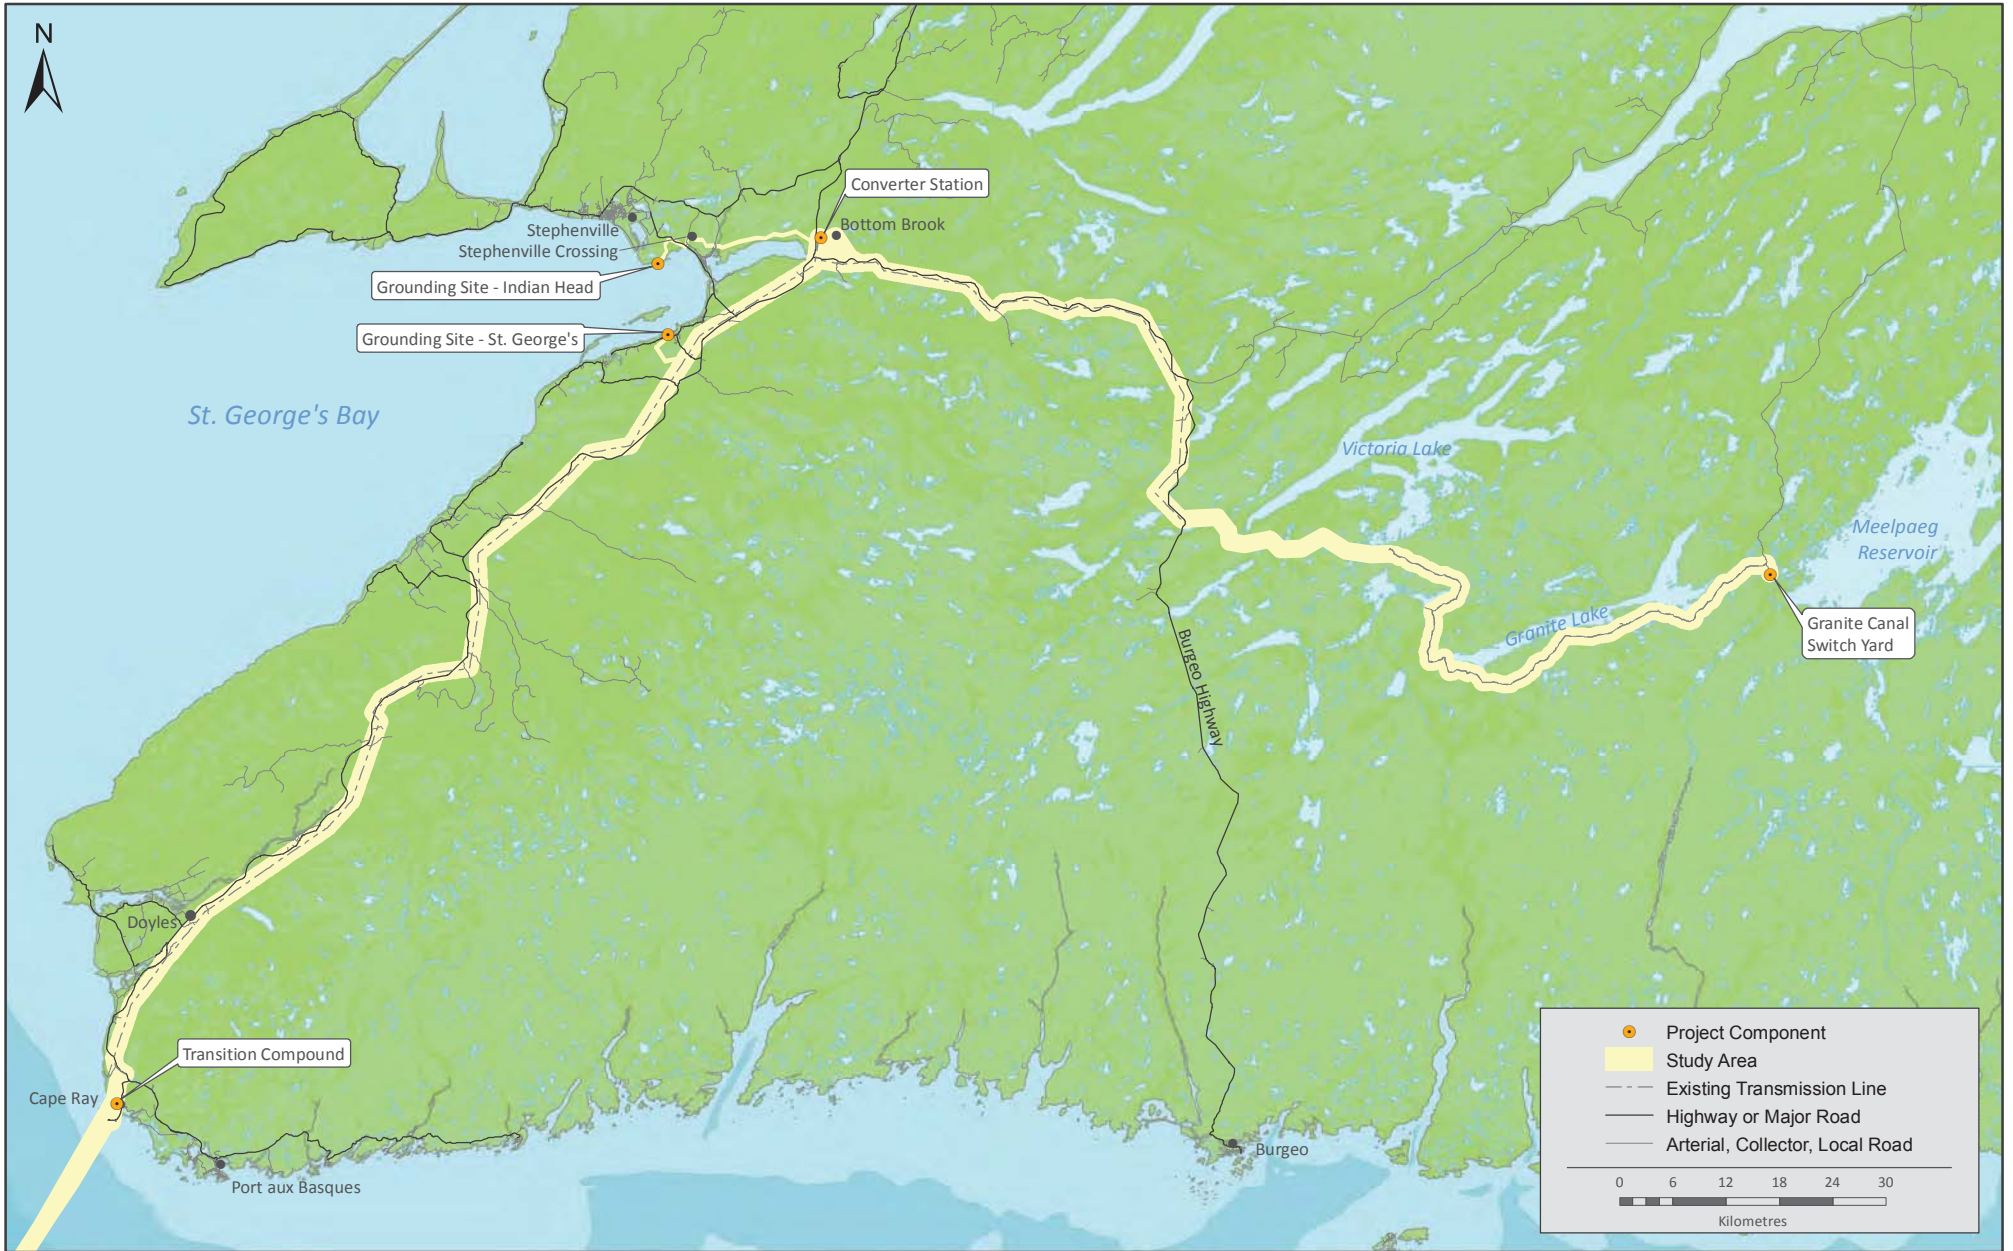 N
Converter Station
Bottom Brook
Stephenville
Stephenville Crossing
Grounding Site - Indian Head
Grounding Site - St. George's
St. George's Bay
Victoria Lake
Meelpaeg
Reservoir
Granite Lake
Granite Canal
Switch Yard
Burgeo Highway
Doyles
Transition Compound
Cape Ray
Port aux Basques
Burgeo
Project Component
Study Area
Existing Transmission Line
Highway or Major Road
Arterial, Collector, Local Road
0 6 12 18 24 30
Kilometres